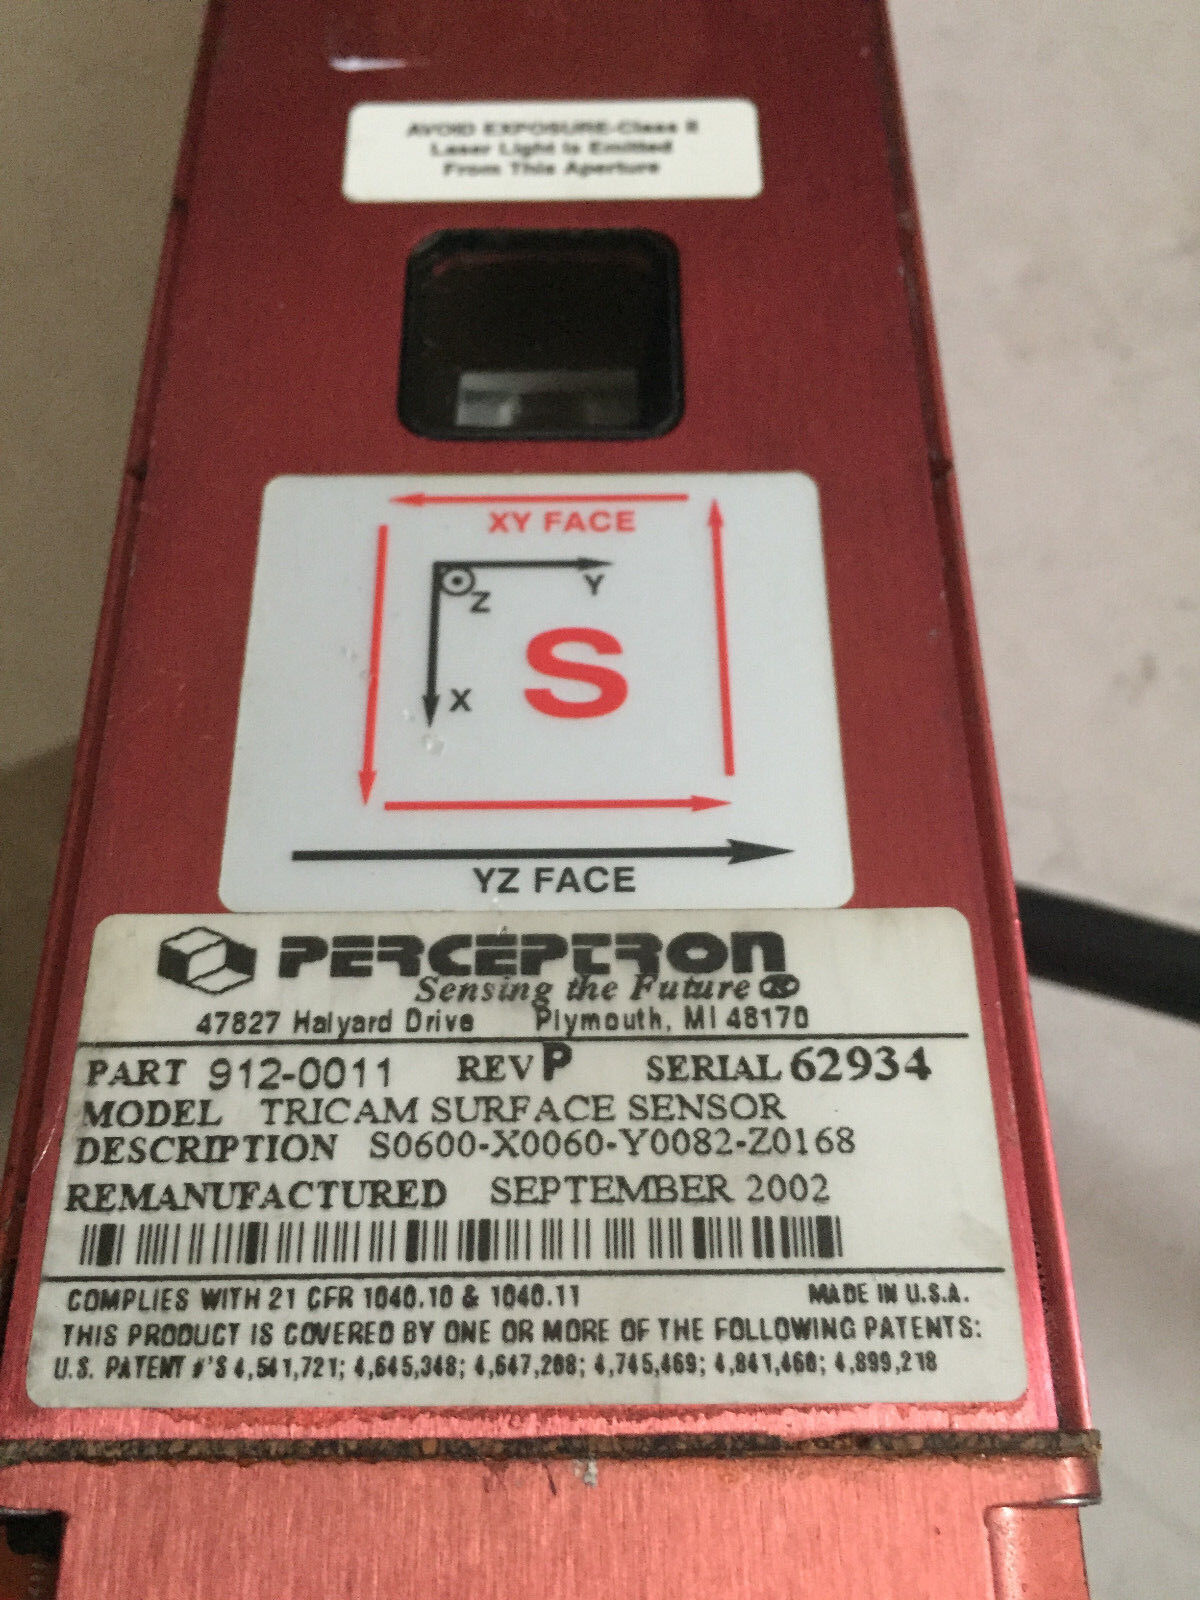 AVOID EXPOSURE-Class II
Laser Light is Emitted
From This Aperture
XY FACE
Z Y
S
X
YZ FACE
PERCEPTRON
Sensing the Future
47827 Halyard Drive Plymouth, MI 48170
PART 912-0011 REV P SERIAL 62934
MODEL TRICAM SURFACE SENSOR
DESCRIPTION S0600-X0060-Y0082-Z0168
REMANUFACTURED SEPTEMBER 2002
COMPLIES WITH 21 CFR 1040.10 & 1040.11 MADE IN U.S.A.
THIS PRODUCT IS COVERED BY ONE OR MORE OF THE FOLLOWING PATENTS:
U.S. PATENT #'S 4,541,721; 4,645,348; 4,647,208; 4,745,469; 4,841,460; 4,899,218